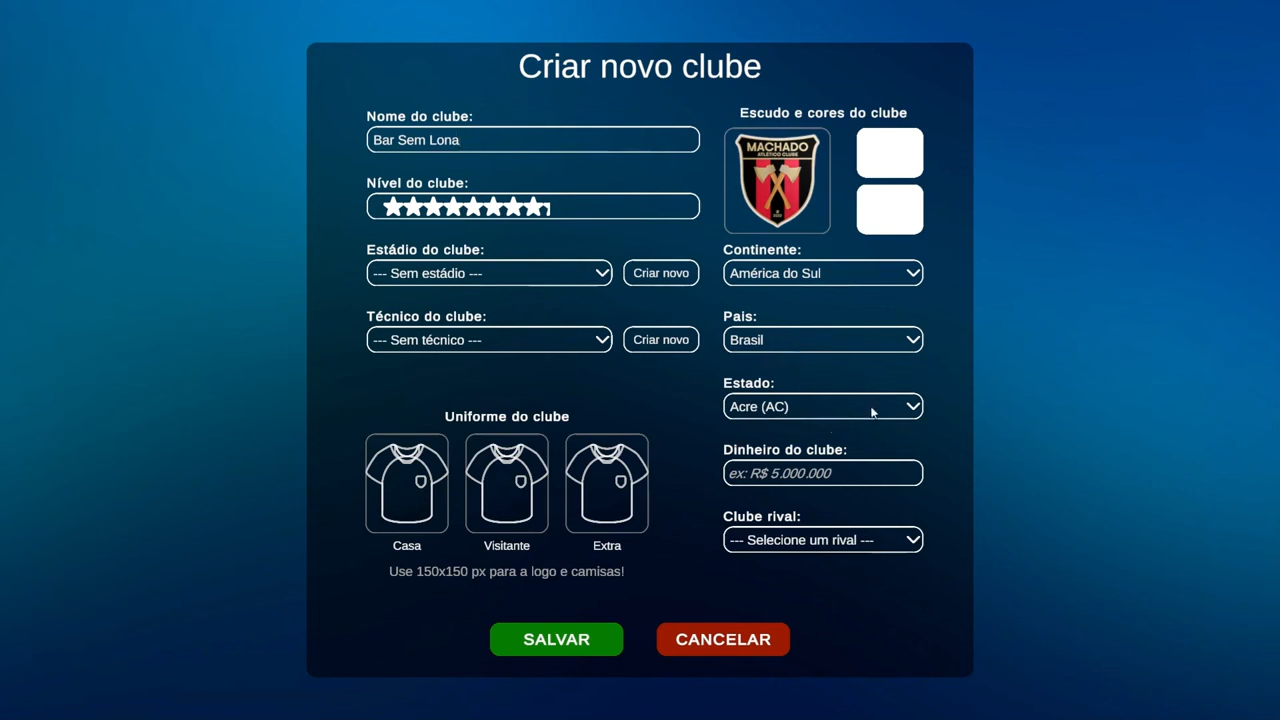 Criar novo clube
Nome do clube:
Bar Sem Lona
Nível do clube:
Estádio do clube:
--- Sem estádio ---
Criar novo
Técnico do clube:
--- Sem técnico ---
Criar novo
Uniforme do clube
Casa
Visitante
Extra
Use 150x150 px para a logo e camisas!
Escudo e cores do clube
MACHADO
ATLÉTICO CLUBE
Continente:
América do Sul
Pais:
Brasil
Estado:
Acre (AC)
Dinheiro do clube:
ex: R$ 5.000.000
Clube rival:
--- Selecione um rival ---
SALVAR
CANCELAR